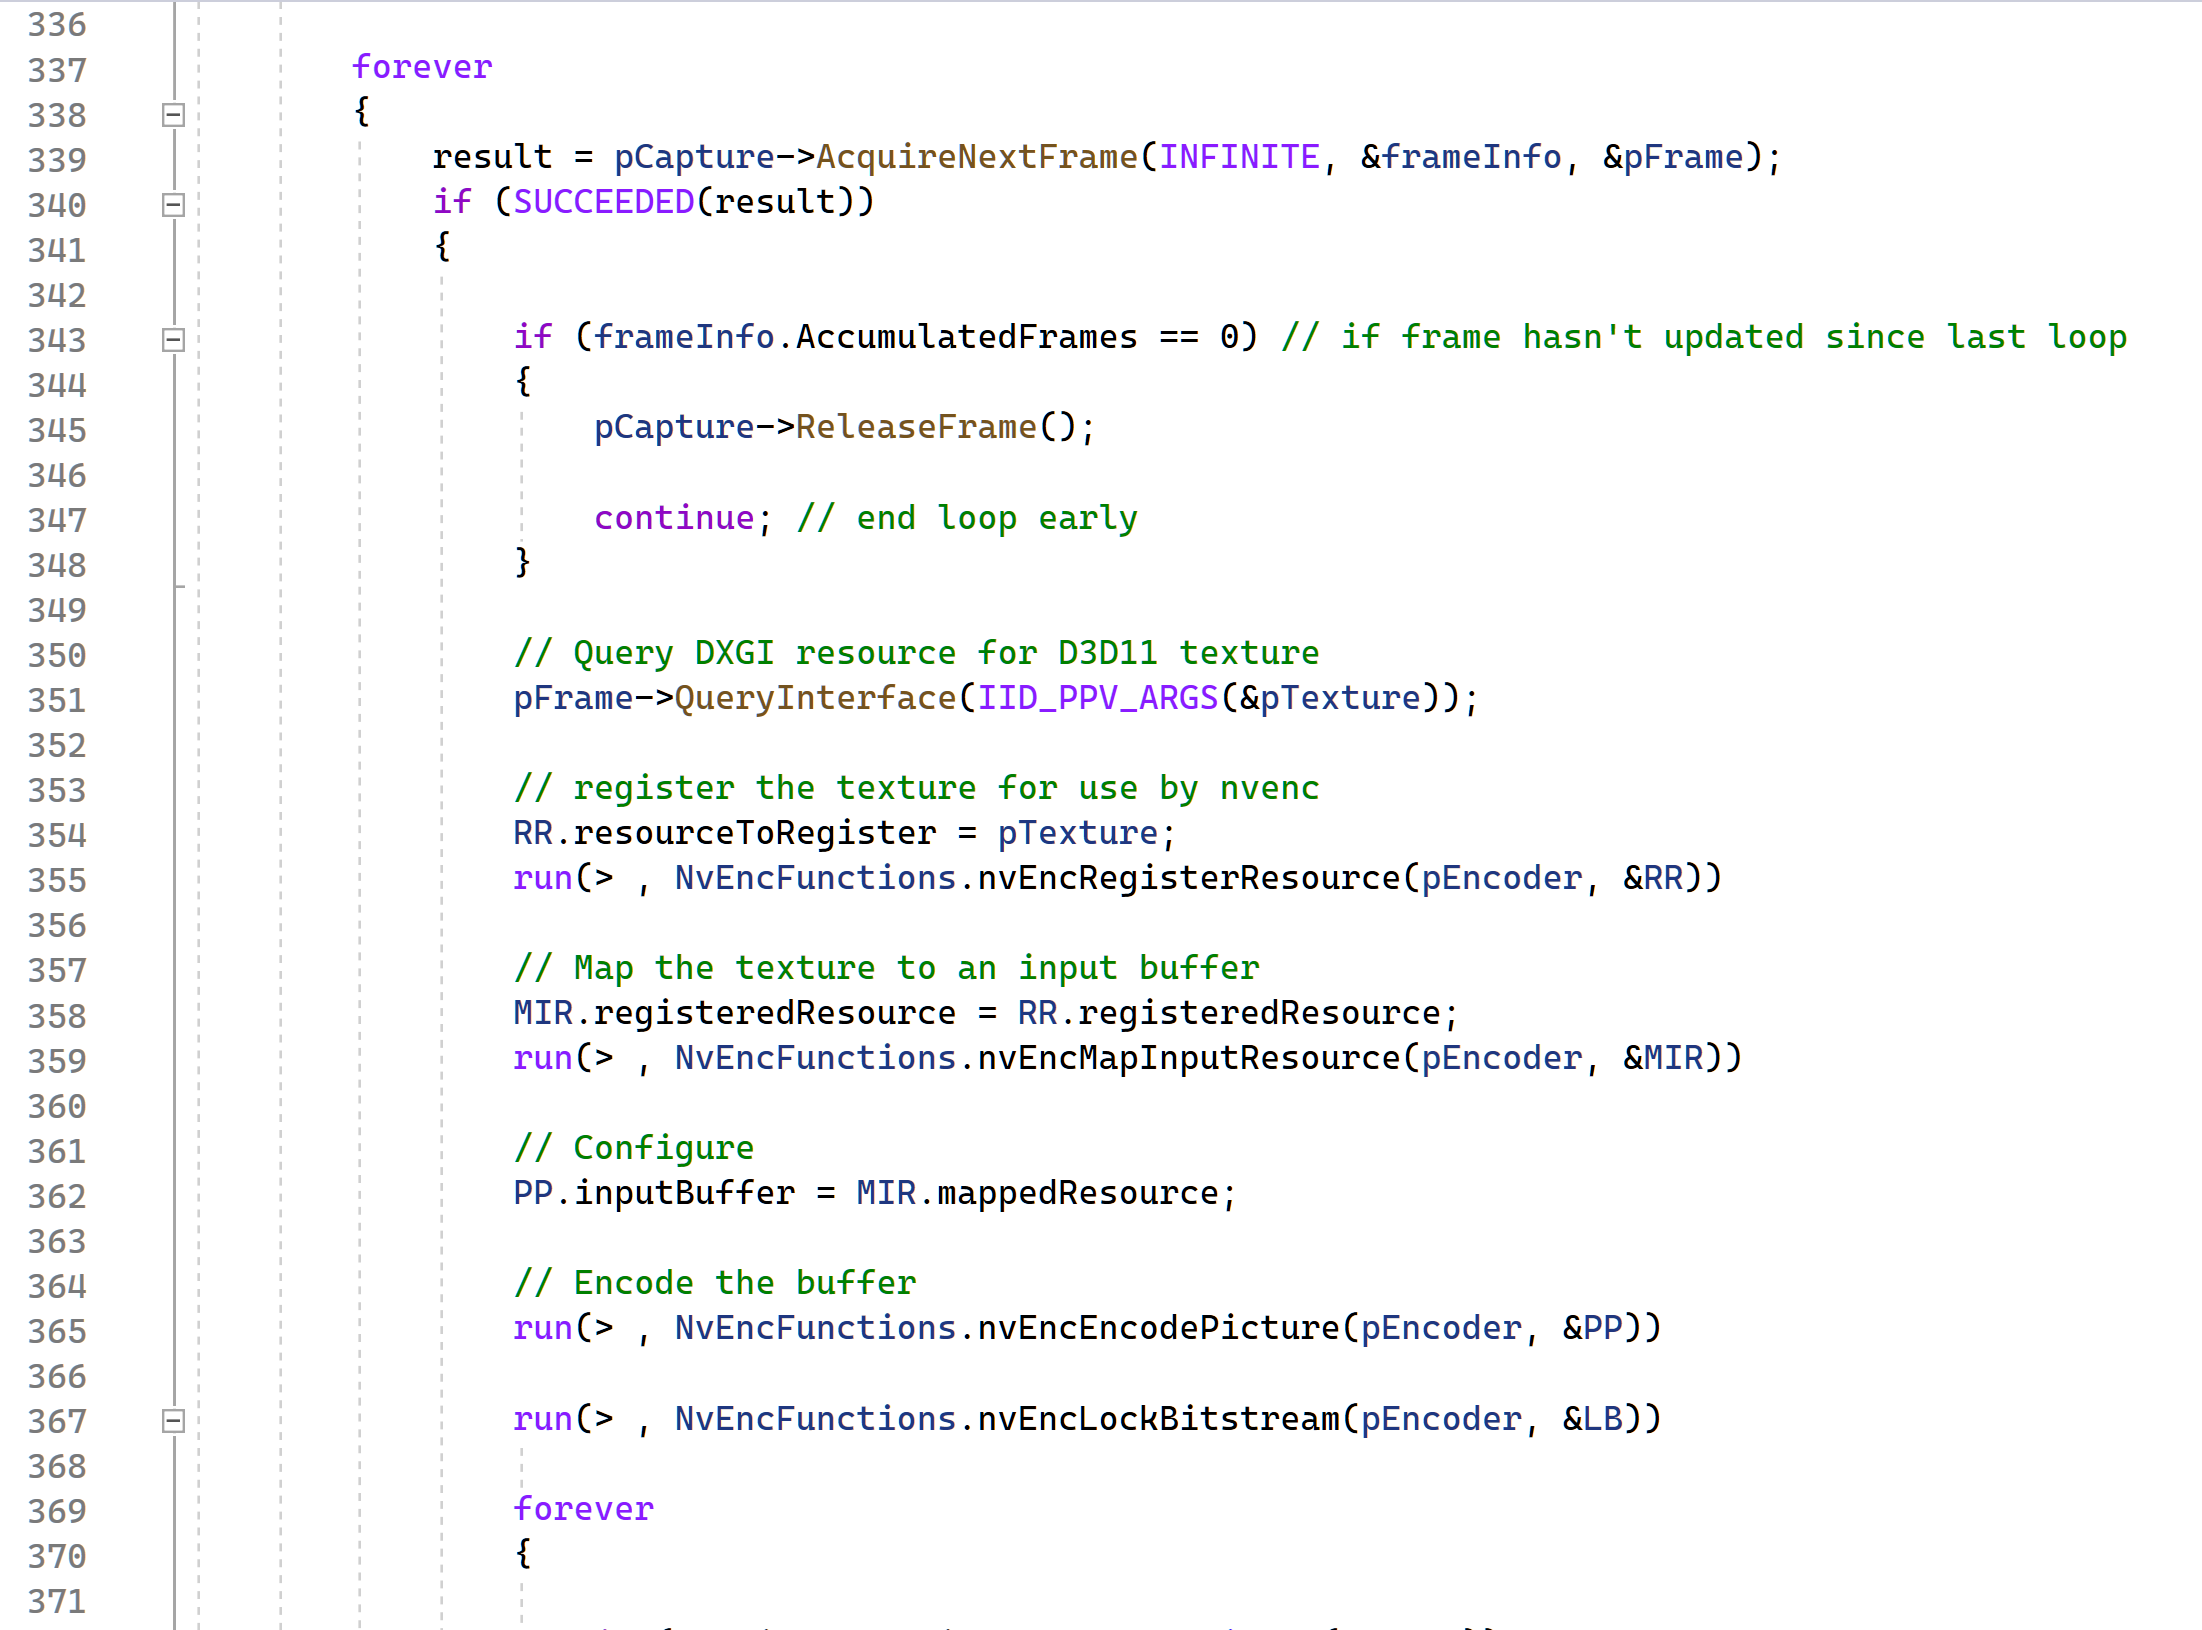 336
337 forever
338 {
339 result = pCapture->AcquireNextFrame(INFINITE, &frameInfo, &pFrame);
340 if (SUCCEEDED(result))
341 {
342
343 if (frameInfo.AccumulatedFrames == 0) // if frame hasn't updated since last loop
344 {
345 pCapture->ReleaseFrame();
346
347 continue; // end loop early
348 }
349
350 // Query DXGI resource for D3D11 texture
351 pFrame->QueryInterface(IID_PPV_ARGS(&pTexture));
352
353 // register the texture for use by nvenc
354 RR.resourceToRegister = pTexture;
355 run(> , NvEncFunctions.nvEncRegisterResource(pEncoder, &RR))
356
357 // Map the texture to an input buffer
358 MIR.registeredResource = RR.registeredResource;
359 run(> , NvEncFunctions.nvEncMapInputResource(pEncoder, &MIR))
360
361 // Configure
362 PP.inputBuffer = MIR.mappedResource;
363
364 // Encode the buffer
365 run(> , NvEncFunctions.nvEncEncodePicture(pEncoder, &PP))
366
367 run(> , NvEncFunctions.nvEncLockBitstream(pEncoder, &LB))
368
369 forever
370 {
371